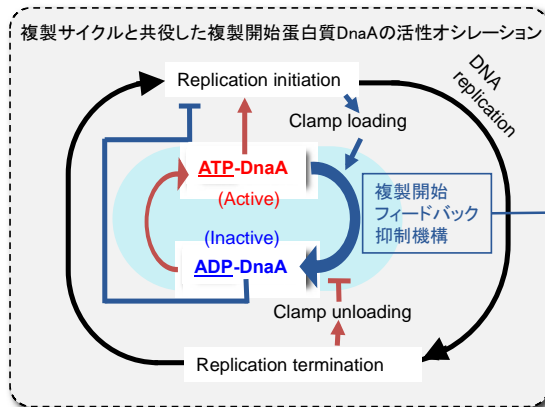 複製サイクルと共役した複製開始蛋白質DnaAの活性オシレーション
Replication initiation
DNA
replication
Clamp loading
ATP-DnaA
(Active)
複製開始
フィードバック
抑制機構
(Inactive)
ADP-DnaA
Clamp unloading
Replication termination